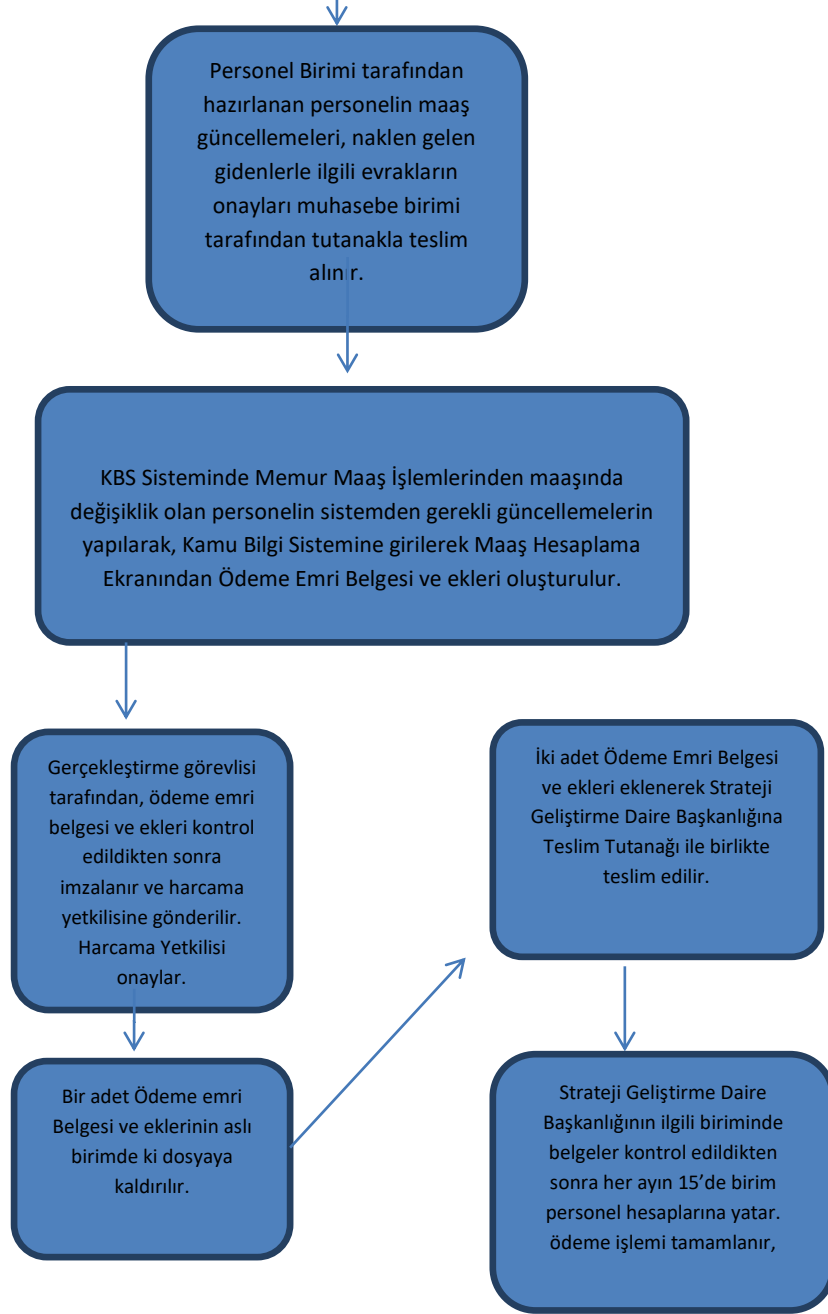 Personel Birimi tarafından
hazırlanan personelin maaş
güncellemeleri, naklen gelen
gidenlerle ilgili evrakların
onayları muhasebe birimi
tarafından tutanakla teslim
alınır.
KBS Sisteminde Memur Maaş İşlemlerinden maaşında
değişiklik olan personelin sistemden gerekli güncellemelerin
yapılarak, Kamu Bilgi Sistemine girilerek Maaş Hesaplama
Ekranından Ödeme Emri Belgesi ve ekleri oluşturulur.
Gerçekleştirme görevlisi
tarafından, ödeme emri
belgesi ve ekleri kontrol
edildikten sonra
imzalanır ve harcama
yetkilisine gönderilir.
Harcama Yetkilisi
onaylar.
Bir adet Ödeme emri
Belgesi ve eklerinin aslı
birimde ki dosyaya
kaldırılır.
İki adet Ödeme Emri Belgesi
ve ekleri eklenerek Strateji
Geliştirme Daire Başkanlığına
Teslim Tutanağı ile birlikte
teslim edilir.
Strateji Geliştirme Daire
Başkanlığının ilgili biriminde
belgeler kontrol edildikten
sonra her ayın 15’de birim
personel hesaplarına yatar.
ödeme işlemi tamamlanır,